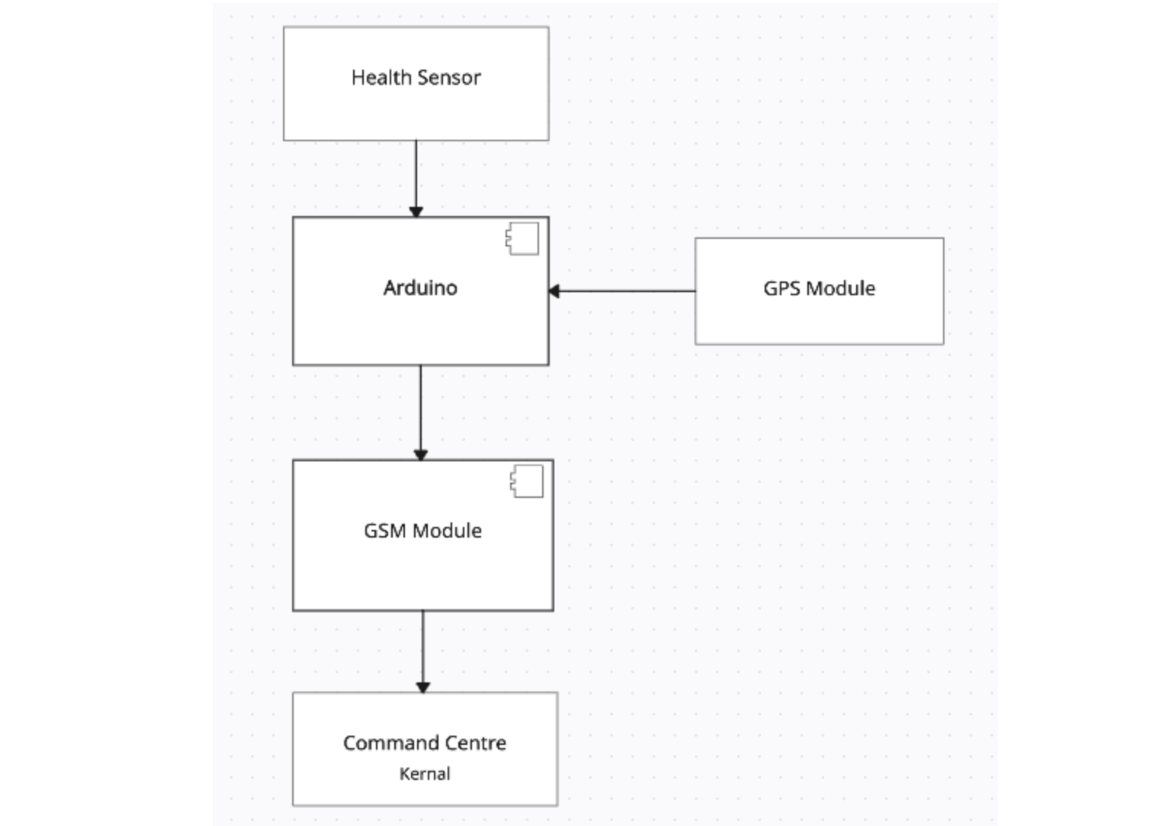 Health Sensor
Arduino
GPS Module
GSM Module
Command Centre
Kernal